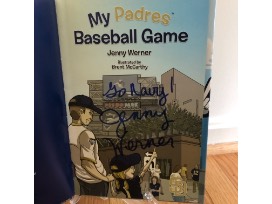 My Padres
Baseball Game
Jenny Werner
Illustrated by
Brent McCarthy
Go Navy!
Jenny
Werner